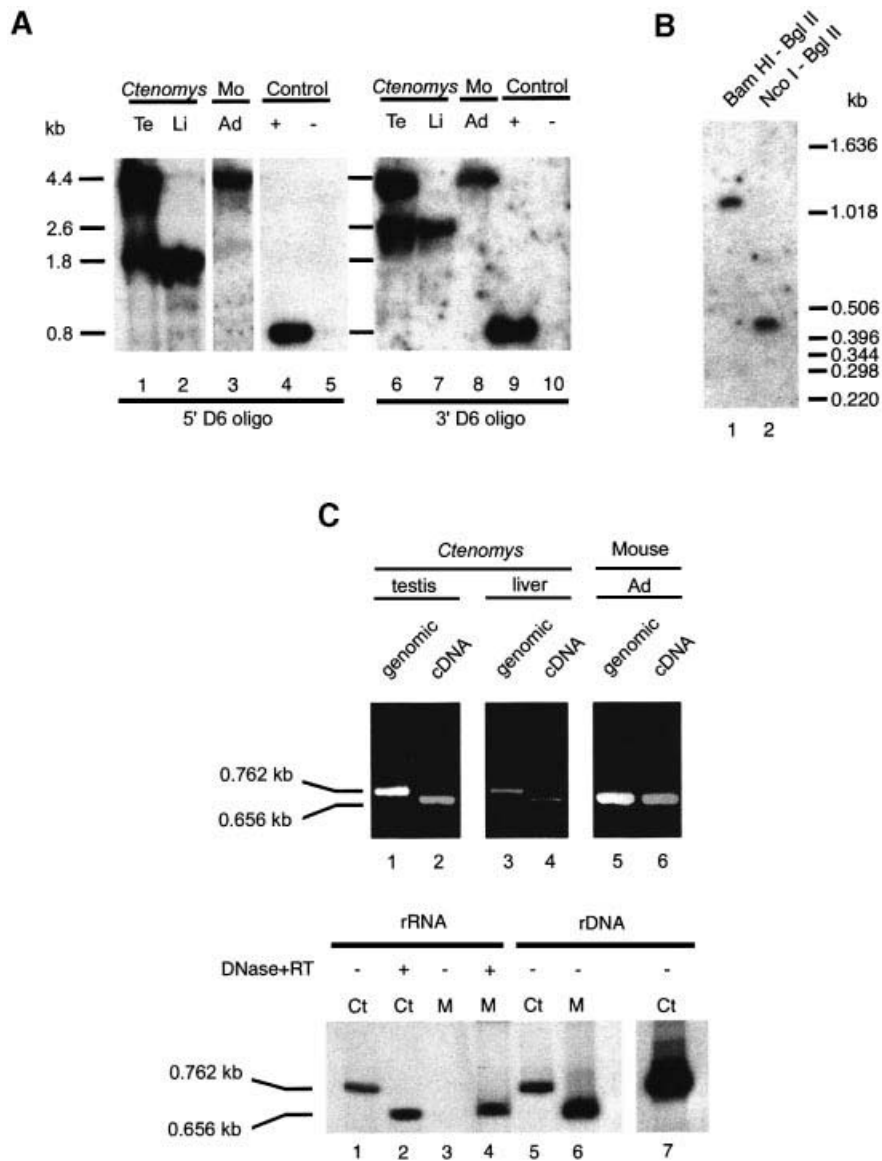 A
Ctenomys Mo Control
kb Te Li Ad + -
4.4
2.6
1.8
0.8
1 2 3 4 5
5' D6 oligo
Ctenomys Mo Control
Te Li Ad + -
6 7 8 9 10
3' D6 oligo
B
Bam HI - Bgl II
Nco I - Bgl II
kb
1.636
1.018
0.506
0.396
0.344
0.298
0.220
1 2
C
Ctenomys Mouse
testis liver Ad
genomic cDNA genomic cDNA genomic cDNA
0.762 kb
0.656 kb
1 2 3 4 5 6
rRNA rDNA
DNase+RT - + - + - - -
Ct Ct M M Ct M Ct
0.762 kb
0.656 kb
1 2 3 4 5 6 7